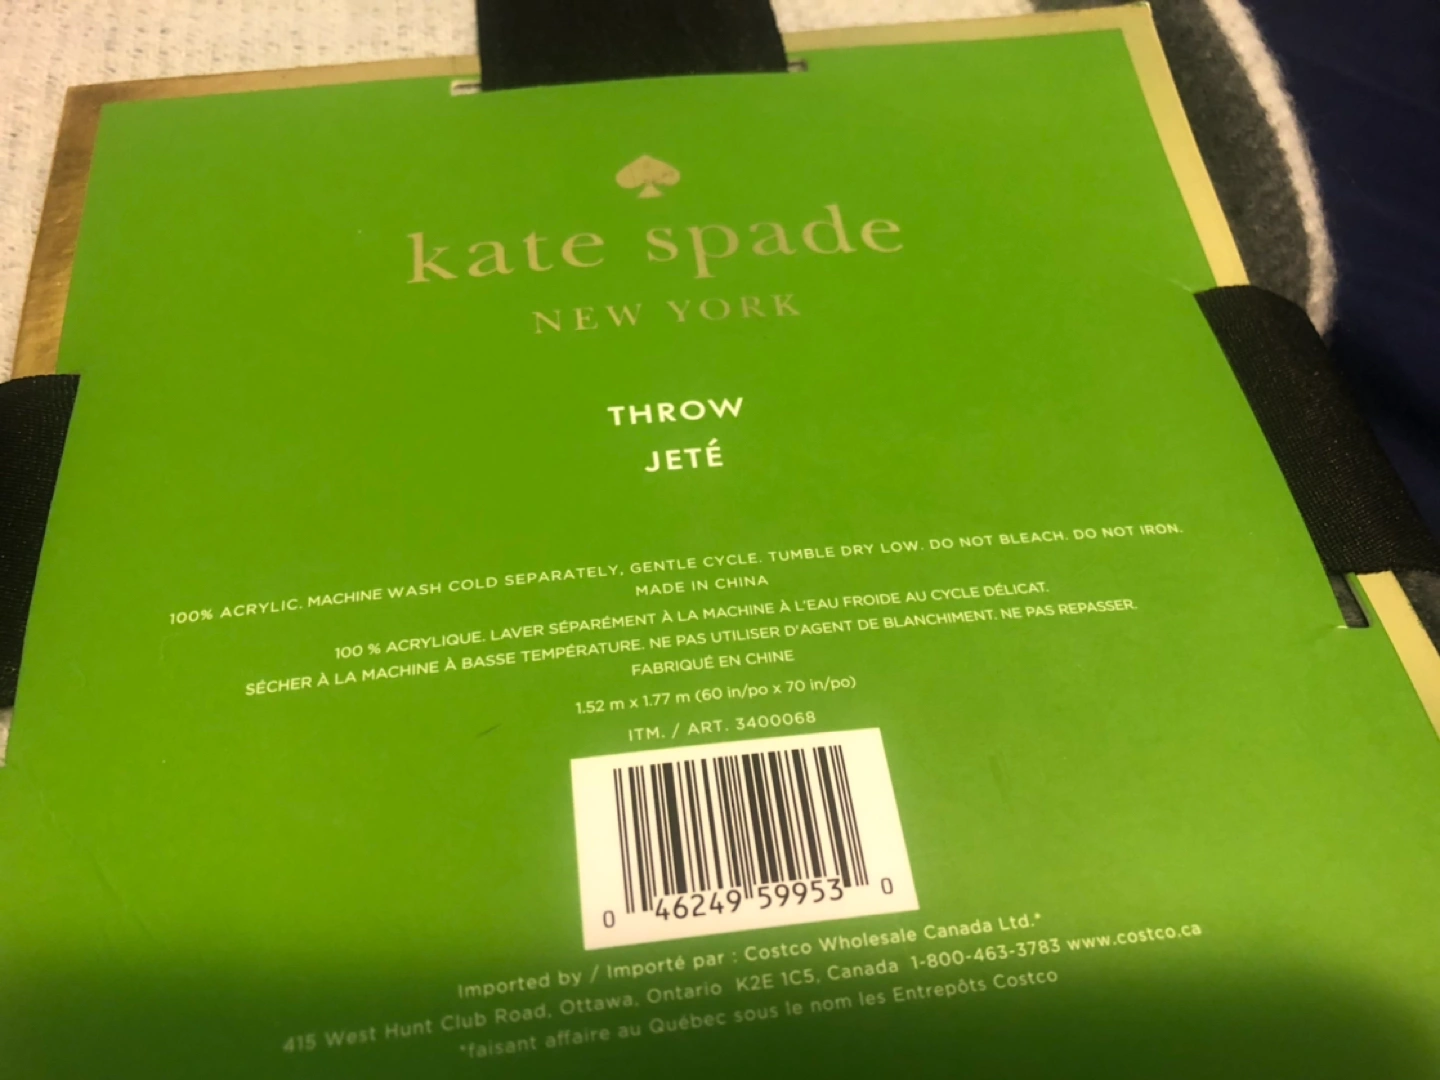 kate spade
NEW YORK
THROW
JETÉ
100% ACRYLIC. MACHINE WASH COLD SEPARATELY, GENTLE CYCLE. TUMBLE DRY LOW. DO NOT BLEACH. DO NOT IRON.
MADE IN CHINA
100 % ACRYLIQUE. LAVER SÉPARÉMENT À LA MACHINE À L'EAU FROIDE AU CYCLE DÉLICAT.
SÉCHER À LA MACHINE À BASSE TEMPÉRATURE. NE PAS UTILISER D'AGENT DE BLANCHIMENT. NE PAS REPASSER.
FABRIQUÉ EN CHINE
1.52 m x 1.77 m (60 in/po x 70 in/po)
ITM. / ART. 3400068
0 46249 59953 0
Imported by / Importé par : Costco Wholesale Canada Ltd.*
415 West Hunt Club Road, Ottawa, Ontario K2E 1C5, Canada 1-800-463-3783 www.costco.ca
*faisant affaire au Québec sous le nom les Entrepôts Costco